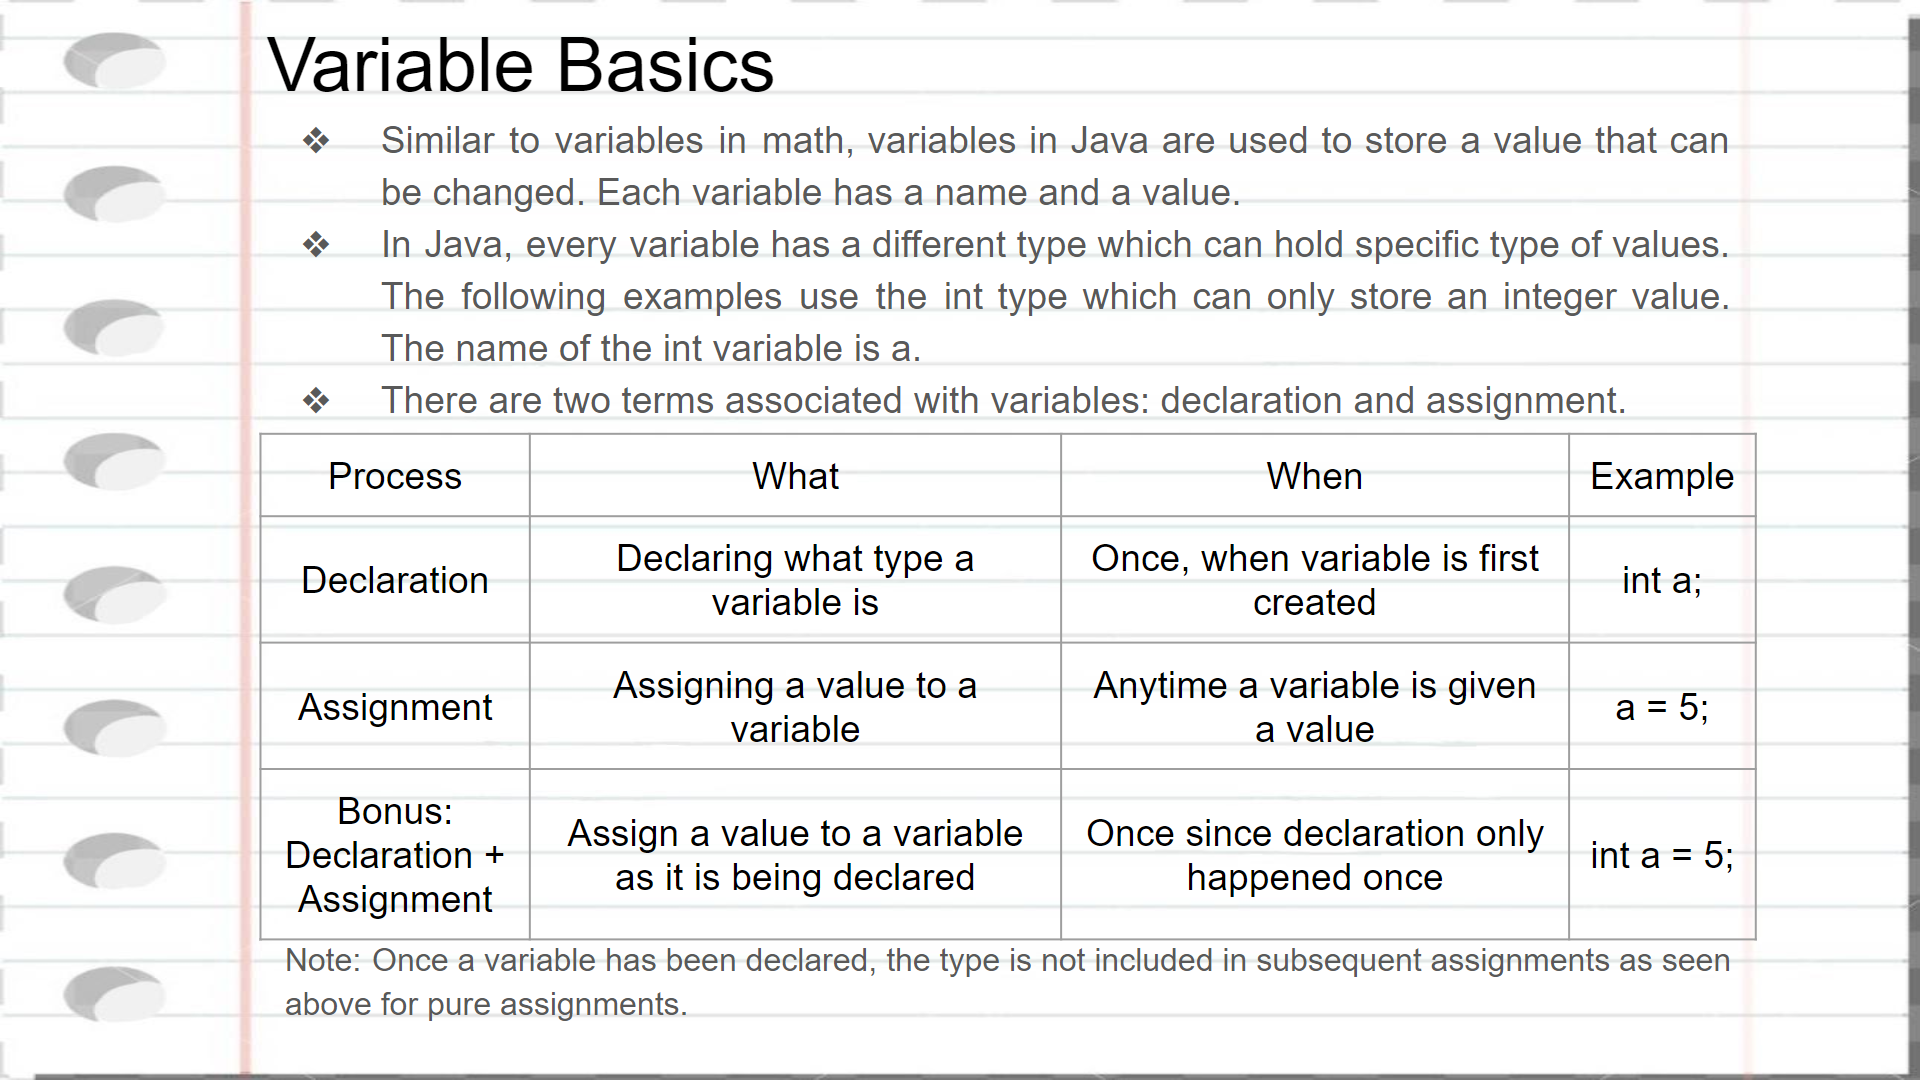 Variable Basics
❖ Similar to variables in math, variables in Java are used to store a value that can
be changed. Each variable has a name and a value.
❖ In Java, every variable has a different type which can hold specific type of values.
The following examples use the int type which can only store an integer value.
The name of the int variable is a.
❖ There are two terms associated with variables: declaration and assignment.
Process What When Example
Declaration
Declaring what type a
variable is
Once, when variable is first
created
int a;
Assignment
Assigning a value to a
variable
Anytime a variable is given
a value
a = 5;
Bonus:
Declaration +
Assignment
Assign a value to a variable
as it is being declared
Once since declaration only
happened once
int a = 5;
Note: Once a variable has been declared, the type is not included in subsequent assignments as seen
above for pure assignments.